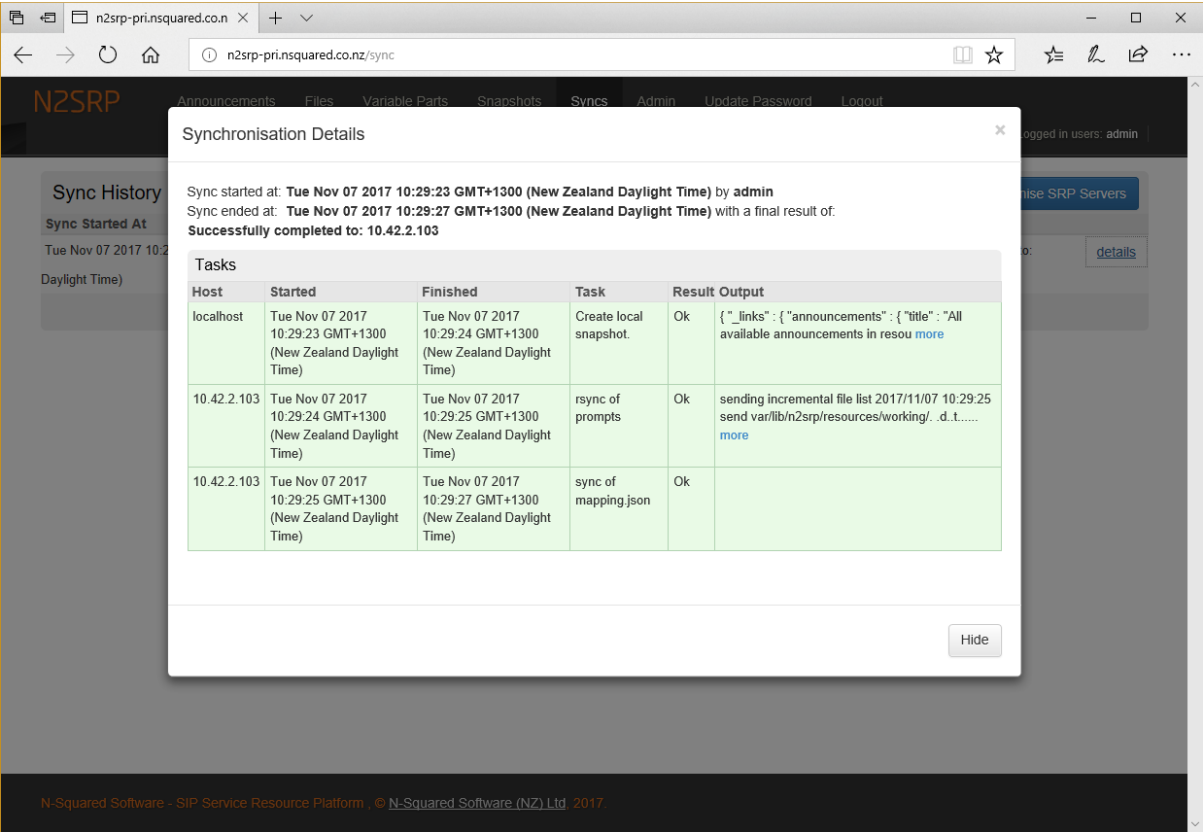 n2srp-pri.nsquared.co.n
n2srp-pri.nsquared.co.nz/sync
N2SRP
Announcements Files Variable Parts Snapshots Syncs Admin Update Password Logout
ogged in users: admin
Synchronisation Details
Sync History
nise SRP Servers
Sync Started At
Tue Nov 07 2017 10:2
Daylight Time)
o:
details
Sync started at: Tue Nov 07 2017 10:29:23 GMT+1300 (New Zealand Daylight Time) by admin
Sync ended at: Tue Nov 07 2017 10:29:27 GMT+1300 (New Zealand Daylight Time) with a final result of:
Successfully completed to: 10.42.2.103
Tasks
Host Started Finished Task Result Output
localhost Tue Nov 07 2017 Tue Nov 07 2017 Create local Ok { "_links" : { "announcements" : { "title" : "All
10:29:23 GMT+1300 10:29:24 GMT+1300 snapshot. available announcements in resou more
(New Zealand Daylight (New Zealand Daylight
Time) Time)
10.42.2.103 Tue Nov 07 2017 Tue Nov 07 2017 rsync of Ok sending incremental file list 2017/11/07 10:29:25
10:29:24 GMT+1300 10:29:25 GMT+1300 prompts send var/lib/n2srp/resources/working/. .d..t......
(New Zealand Daylight (New Zealand Daylight more
Time) Time)
10.42.2.103 Tue Nov 07 2017 Tue Nov 07 2017 sync of Ok
10:29:25 GMT+1300 10:29:27 GMT+1300 mapping.json
(New Zealand Daylight (New Zealand Daylight
Time) Time)
Hide
N-Squared Software - SIP Service Resource Platform , © N-Squared Software (NZ) Ltd. 2017.